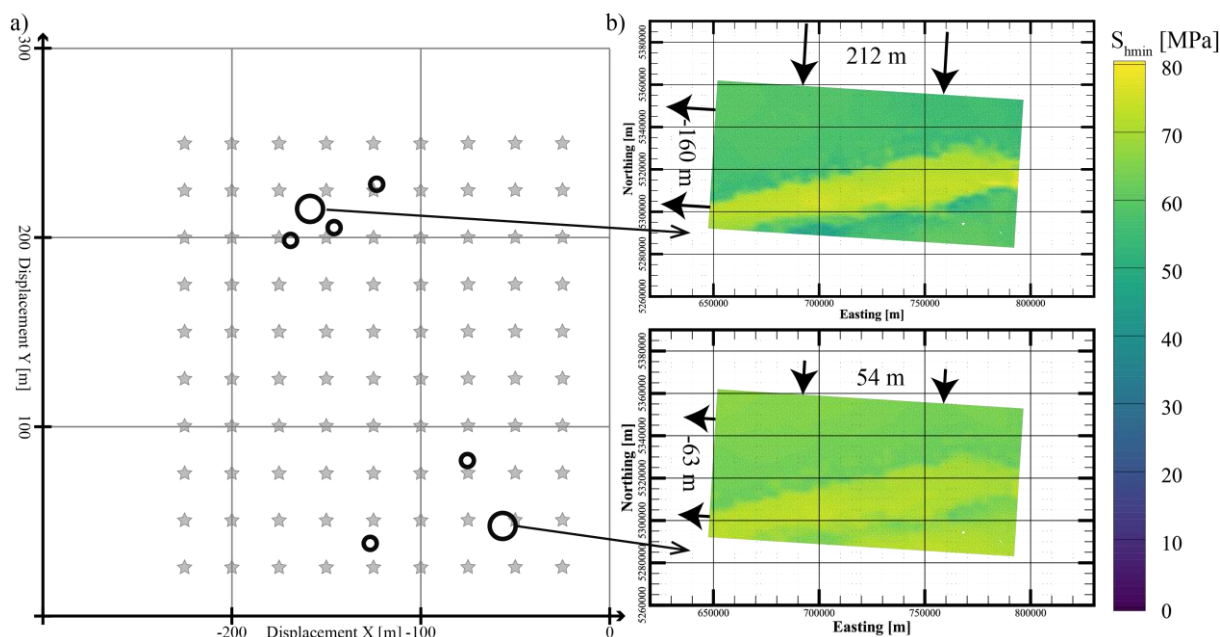 a)
300
200
100
Displacement Y [m]
-200
Displacement X [m]
-100
0
b)
212 m
-160 m
Northing [m]
5380000
5360000
5340000
5320000
5300000
5280000
5260000
650000
700000
750000
800000
Easting [m]
54 m
-63 m
Northing [m]
5380000
5360000
5340000
5320000
5300000
5280000
5260000
650000
700000
750000
800000
Easting [m]
Shmin [MPa]
80
70
60
50
40
30
20
10
0